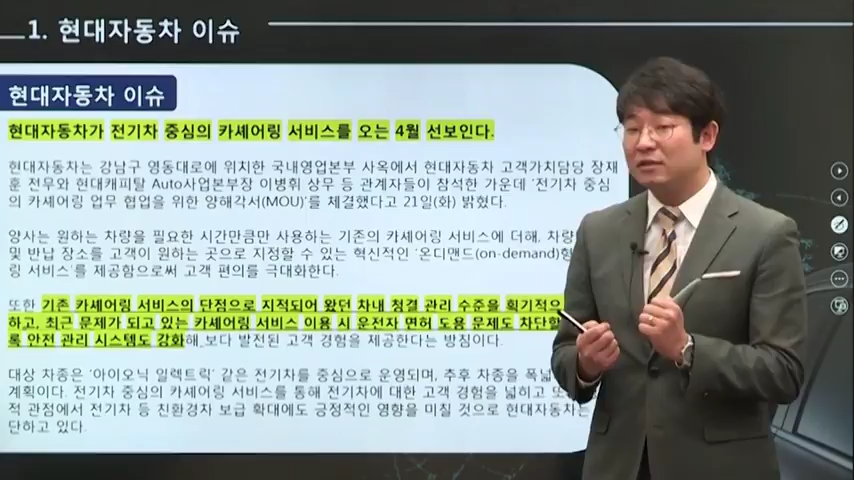 1. 현대자동차 이슈
현대자동차 이슈
현대자동차가 전기차 중심의 카셰어링 서비스를 오는 4월 선보인다.
현대자동차는 강남구 영동대로에 위치한 국내영업본부 사옥에서 현대자동차 고객가치담당 장재
훈 전무와 현대캐피탈 Auto사업본부장 이병휘 상무 등 관계자들이 참석한 가운데 '전기차 중심
의 카셰어링 업무 협업을 위한 양해각서(MOU)'를 체결했다고 21일(화) 밝혔다.
양사는 원하는 차량을 필요한 시간만큼만 사용하는 기존의 카셰어링 서비스에 더해, 차량
및 반납 장소를 고객이 원하는 곳으로 지정할 수 있는 혁신적인 '온디맨드(on-demand)형
링 서비스'를 제공함으로써 고객 편의를 극대화한다.
또한 기존 카셰어링 서비스의 단점으로 지적되어 왔던 차내 청결 관리 수준을 획기적으
하고, 최근 문제가 되고 있는 카셰어링 서비스 이용 시 운전자 면허 도용 문제도 차단할
록 안전 관리 시스템도 강화해 보다 발전된 고객 경험을 제공한다는 방침이다.
대상 차종은 '아이오닉 일렉트릭' 같은 전기차를 중심으로 운영되며, 추후 차종을 폭넓
계획이다. 전기차 중심의 카셰어링 서비스를 통해 전기차에 대한 고객 경험을 넓히고 또
적 관점에서 전기차 등 친환경차 보급 확대에도 긍정적인 영향을 미칠 것으로 현대자동차는
단하고 있다.